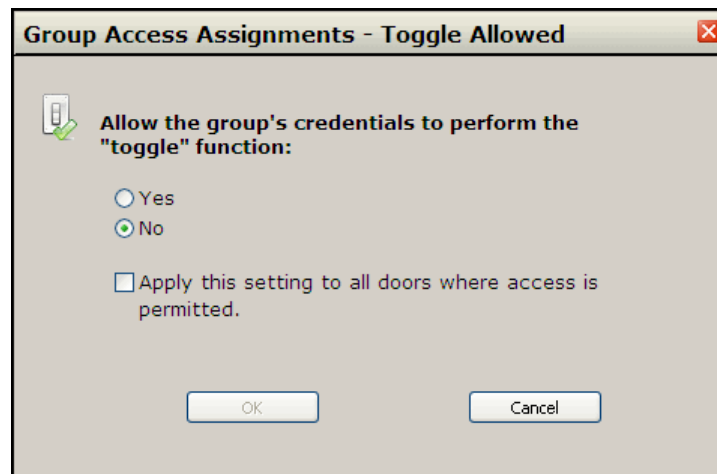 Group Access Assignments - Toggle Allowed
Allow the group's credentials to perform the
"toggle" function:
Yes
No
Apply this setting to all doors where access is
permitted.
OK
Cancel